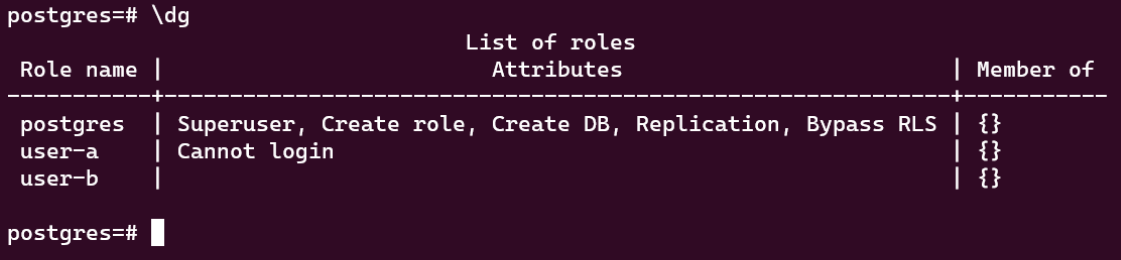 postgres=# \dg
                                   List of roles
 Role name |                         Attributes                         | Member of
-----------+------------------------------------------------------------+-----------
 postgres  | Superuser, Create role, Create DB, Replication, Bypass RLS | {}
 user-a    | Cannot login                                               | {}
 user-b    |                                                            | {}
postgres=#